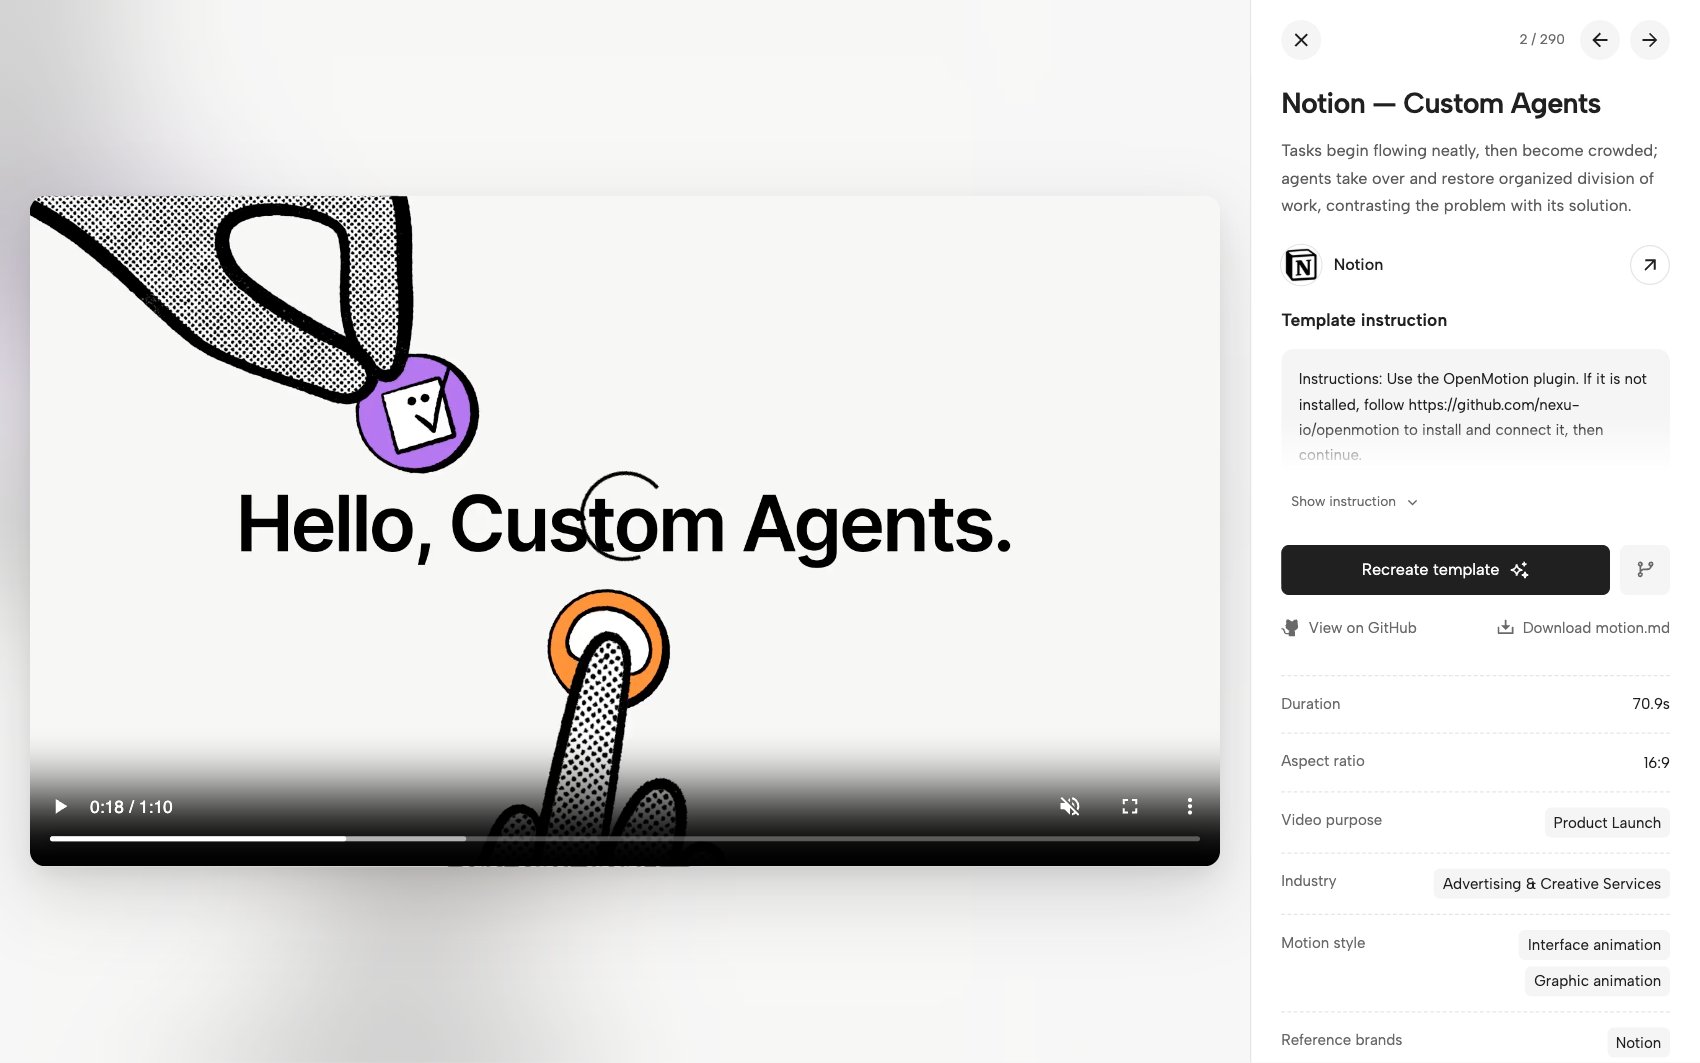 2 / 290
Notion — Custom Agents
Tasks begin flowing neatly, then become crowded;
agents take over and restore organized division of
work, contrasting the problem with its solution.
N
Notion
Template instruction
Instructions: Use the OpenMotion plugin. If it is not
installed, follow https://github.com/nexu-
io/openmotion to install and connect it, then
continue.
Show instruction
Recreate template
View on GitHub
Download motion.md
Duration
70.9s
Aspect ratio
16:9
Video purpose
Product Launch
Industry
Advertising & Creative Services
Motion style
Interface animation
Graphic animation
Reference brands
Notion
Hello, Custom Agents.
0:18 / 1:10